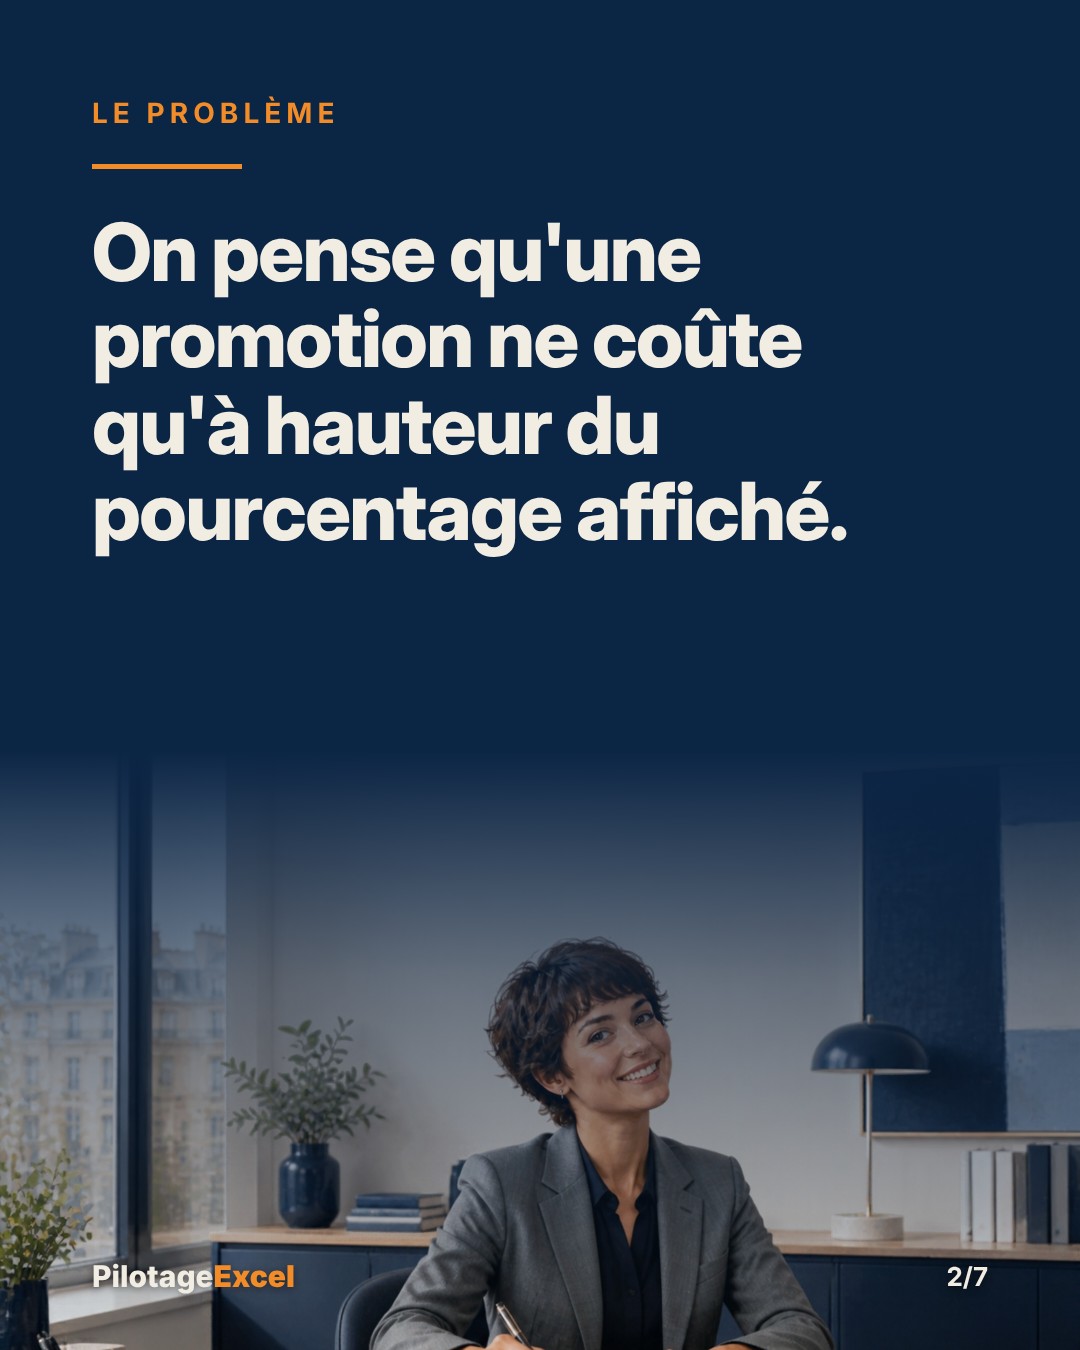 LE PROBLÈME
On pense qu'une
promotion ne coûte
qu'à hauteur du
pourcentage affiché.
PilotageExcel
2/7